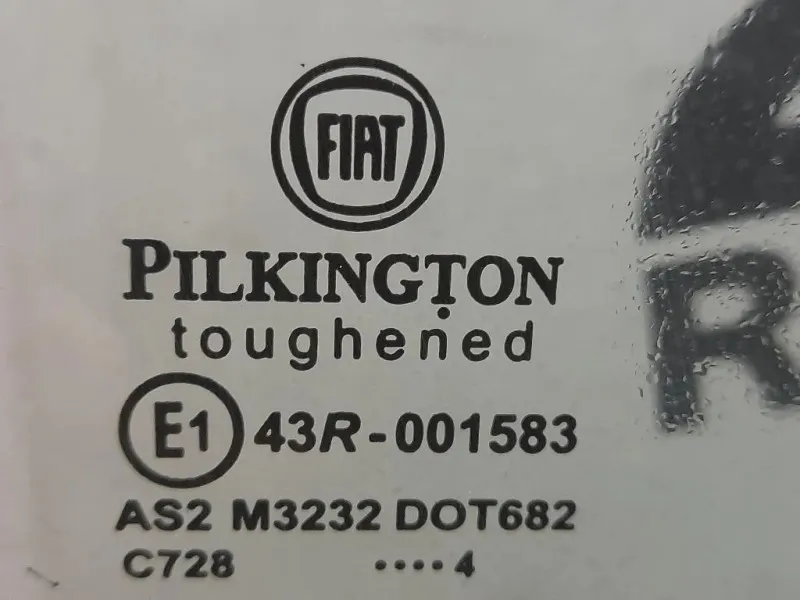 FIAT
PILKINGTON
toughened
E1 43R-001583
AS2 M3232 DOT682
C728 ····4
R